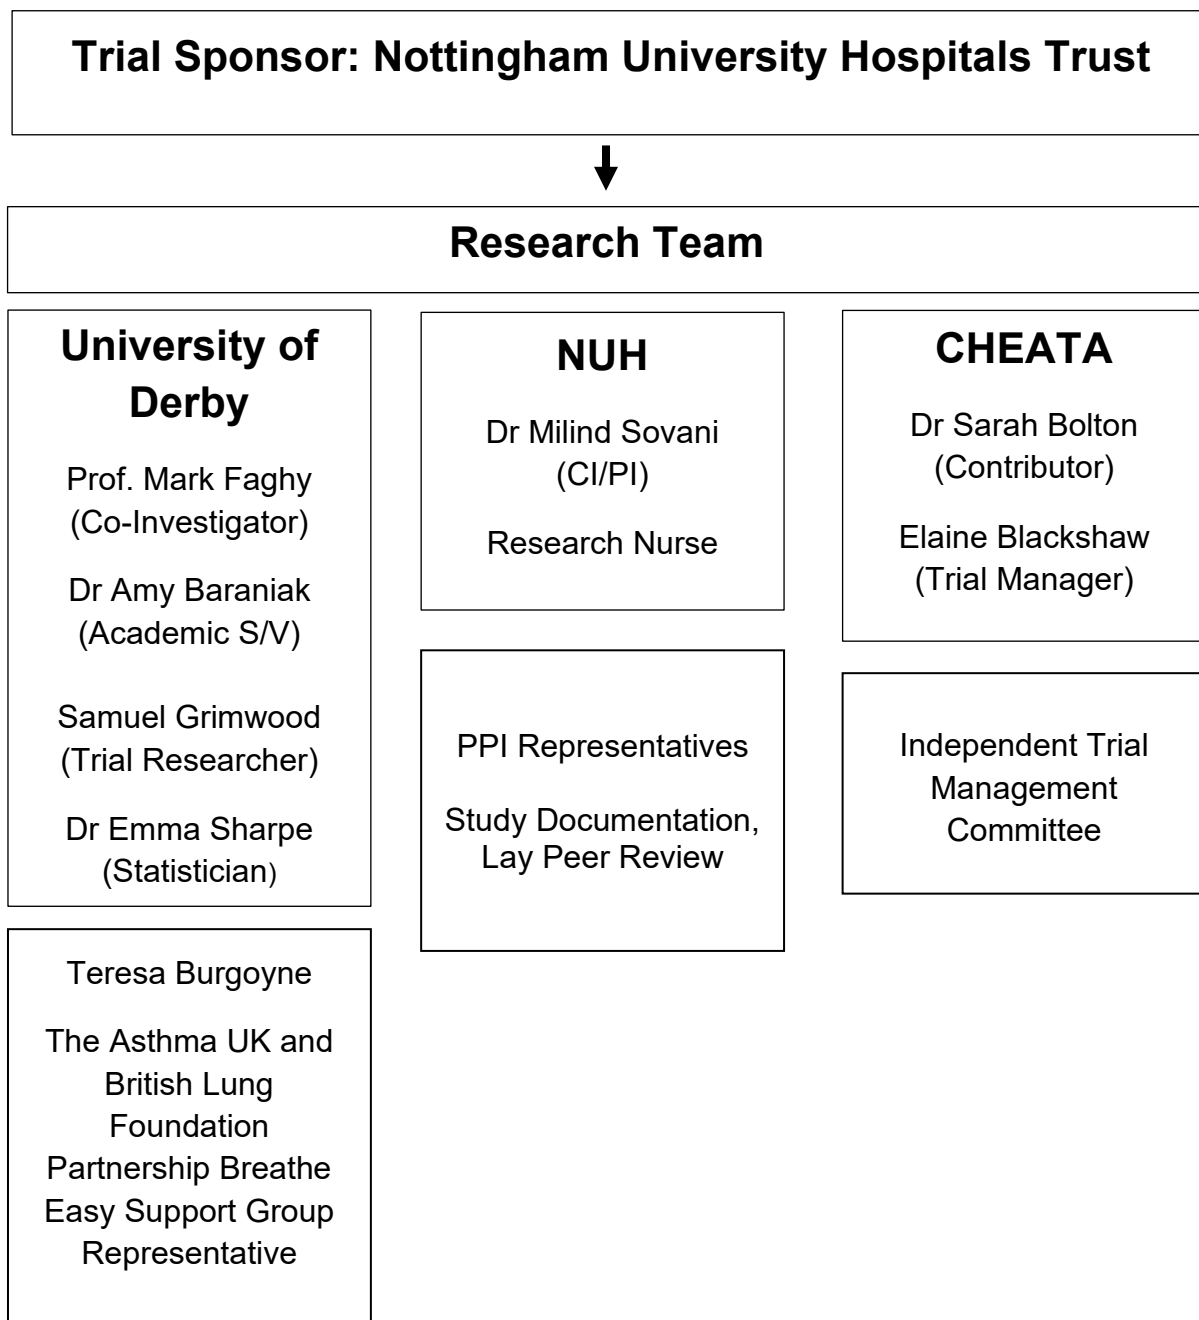 Trial Sponsor: Nottingham University Hospitals Trust
Research Team
University of
Derby
Prof. Mark Faghy
(Co-Investigator)
Dr Amy Baraniak
(Academic S/V)
Samuel Grimwood
(Trial Researcher)
Dr Emma Sharpe
(Statistician)
Teresa Burgoyne
The Asthma UK and
British Lung
Foundation
Partnership Breathe
Easy Support Group
Representative
NUH
Dr Milind Sovani
(CI/PI)
Research Nurse
PPI Representatives
Study Documentation,
Lay Peer Review
CHEATA
Dr Sarah Bolton
(Contributor)
Elaine Blackshaw
(Trial Manager)
Independent Trial
Management
Committee